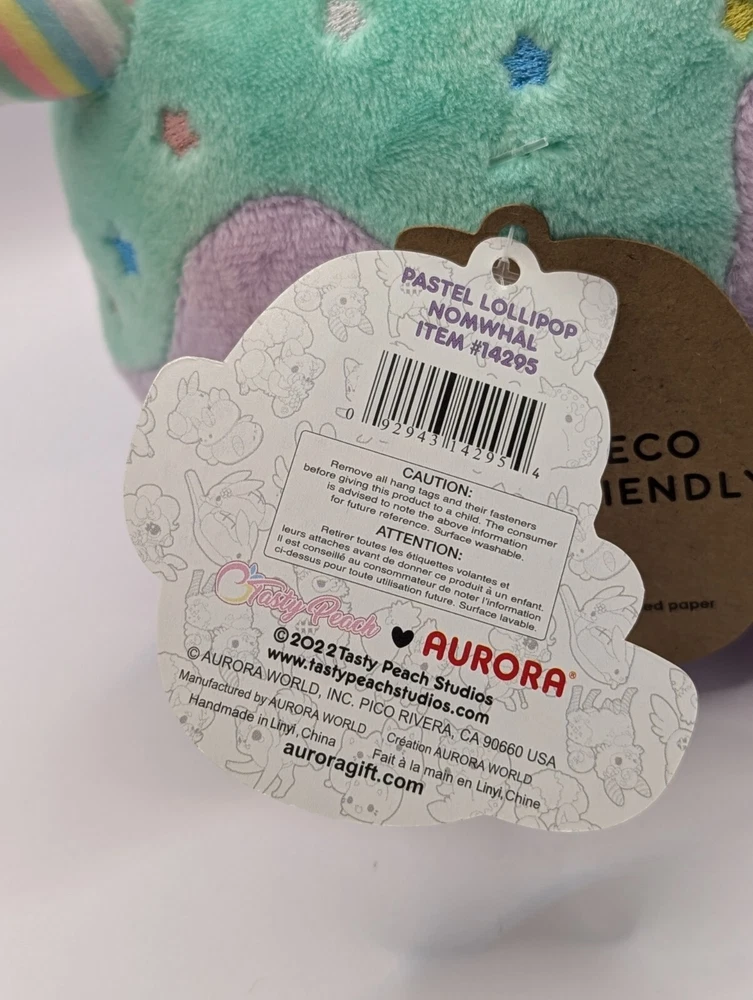 PASTEL LOLLIPOP
NOMWHAL
ITEM #14295
0 92943 14295 4
CAUTION:
Remove all hang tags and their fasteners
before giving this product to a child. The consumer
is advised to note the above information
for future reference. Surface washable.
ATTENTION:
Retirer toutes les étiquettes volantes et
leurs attaches avant de donner ce produit à un enfant.
Il est conseillé au consommateur de noter l'information
ci-dessus pour toute utilisation future. Surface lavable.
Tasty Peach ♥ AURORA®
©2022 Tasty Peach Studios
www.tastypeachstudios.com
© AURORA WORLD, INC. PICO RIVERA, CA 90660 USA
Manufactured by AURORA WORLD Création AURORA WORLD
Handmade in Linyi, China Fait à la main en Linyi, Chine
auroragift.com
ECO
IENDLY
ed paper